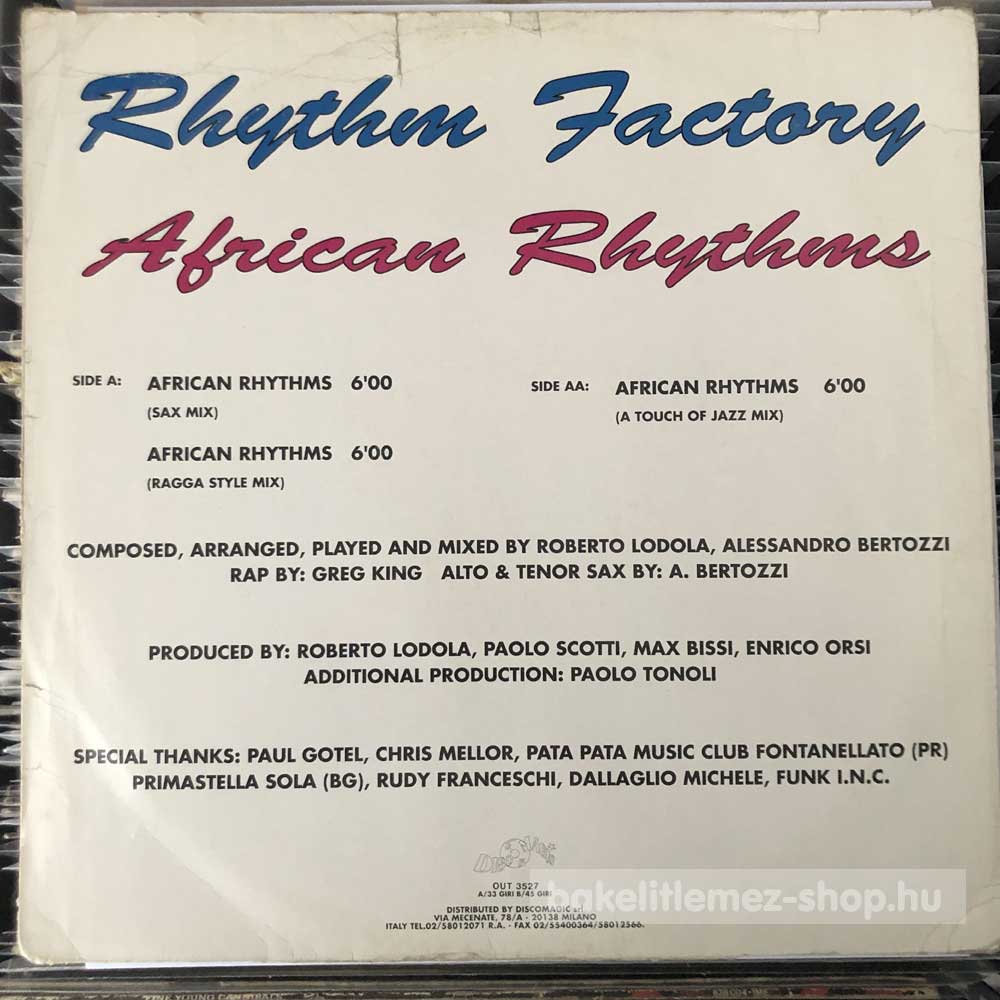 Rhythm Factory
African Rhythms
SIDE A: AFRICAN RHYTHMS 6'00
(SAX MIX)
AFRICAN RHYTHMS 6'00
(RAGGA STYLE MIX)
SIDE AA: AFRICAN RHYTHMS 6'00
(A TOUCH OF JAZZ MIX)
COMPOSED, ARRANGED, PLAYED AND MIXED BY ROBERTO LODOLA, ALESSANDRO BERTOZZI
RAP BY: GREG KING ALTO & TENOR SAX BY: A. BERTOZZI
PRODUCED BY: ROBERTO LODOLA, PAOLO SCOTTI, MAX BISSI, ENRICO ORSI
ADDITIONAL PRODUCTION: PAOLO TONOLI
SPECIAL THANKS: PAUL GOTEL, CHRIS MELLOR, PATA PATA MUSIC CLUB FONTANELLATO (PR)
PRIMASTELLA SOLA (BG), RUDY FRANCESCHI, DALLAGLIO MICHELE, FUNK I.N.C.
OUT 3527
A/33 GIRI B/45 GIRI
bakelitlemez-shop.hu
DISTRIBUTED BY DISCOMAGIC srl
VIA MECENATE, 78/A - 20138 MILANO
ITALY TEL.02/58012071 R.A. - FAX 02/55400364/58012566.